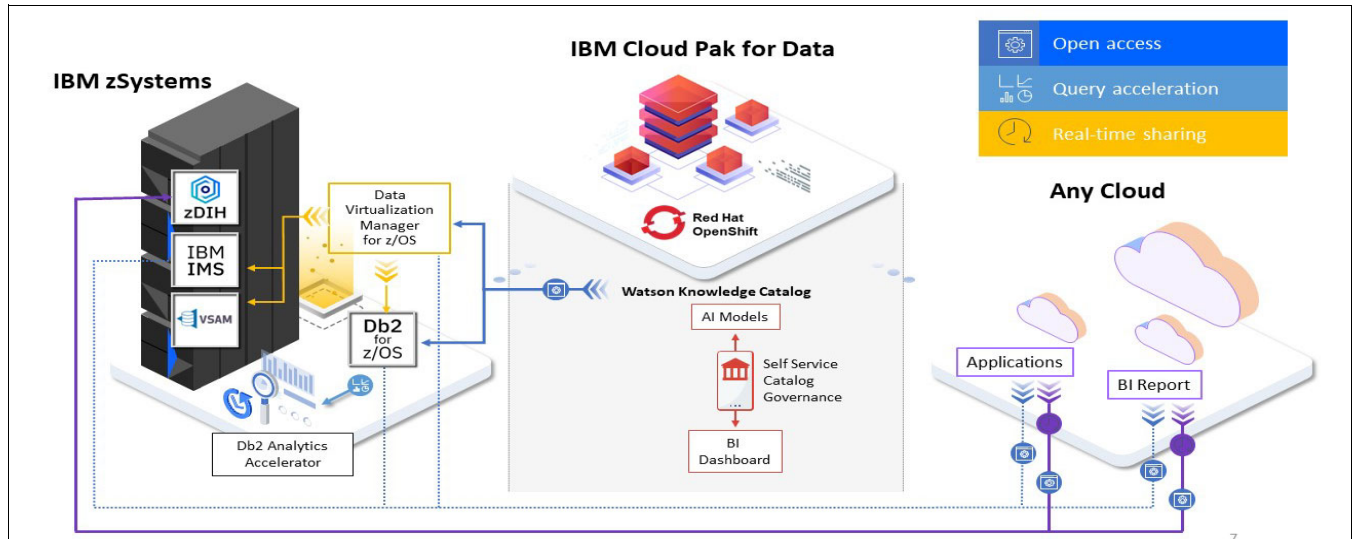 IBM zSystems
zDIH
IBM
IMS
VSAM
Data
Virtualization
Manager
for z/OS
Db2
for
z/OS
Db2 Analytics
Accelerator
IBM Cloud Pak for Data
Red Hat
OpenShift
Watson Knowledge Catalog
AI Models
Self Service
Catalog
Governance
BI
Dashboard
Open access
Query acceleration
Real-time sharing
Any Cloud
Applications
BI Report